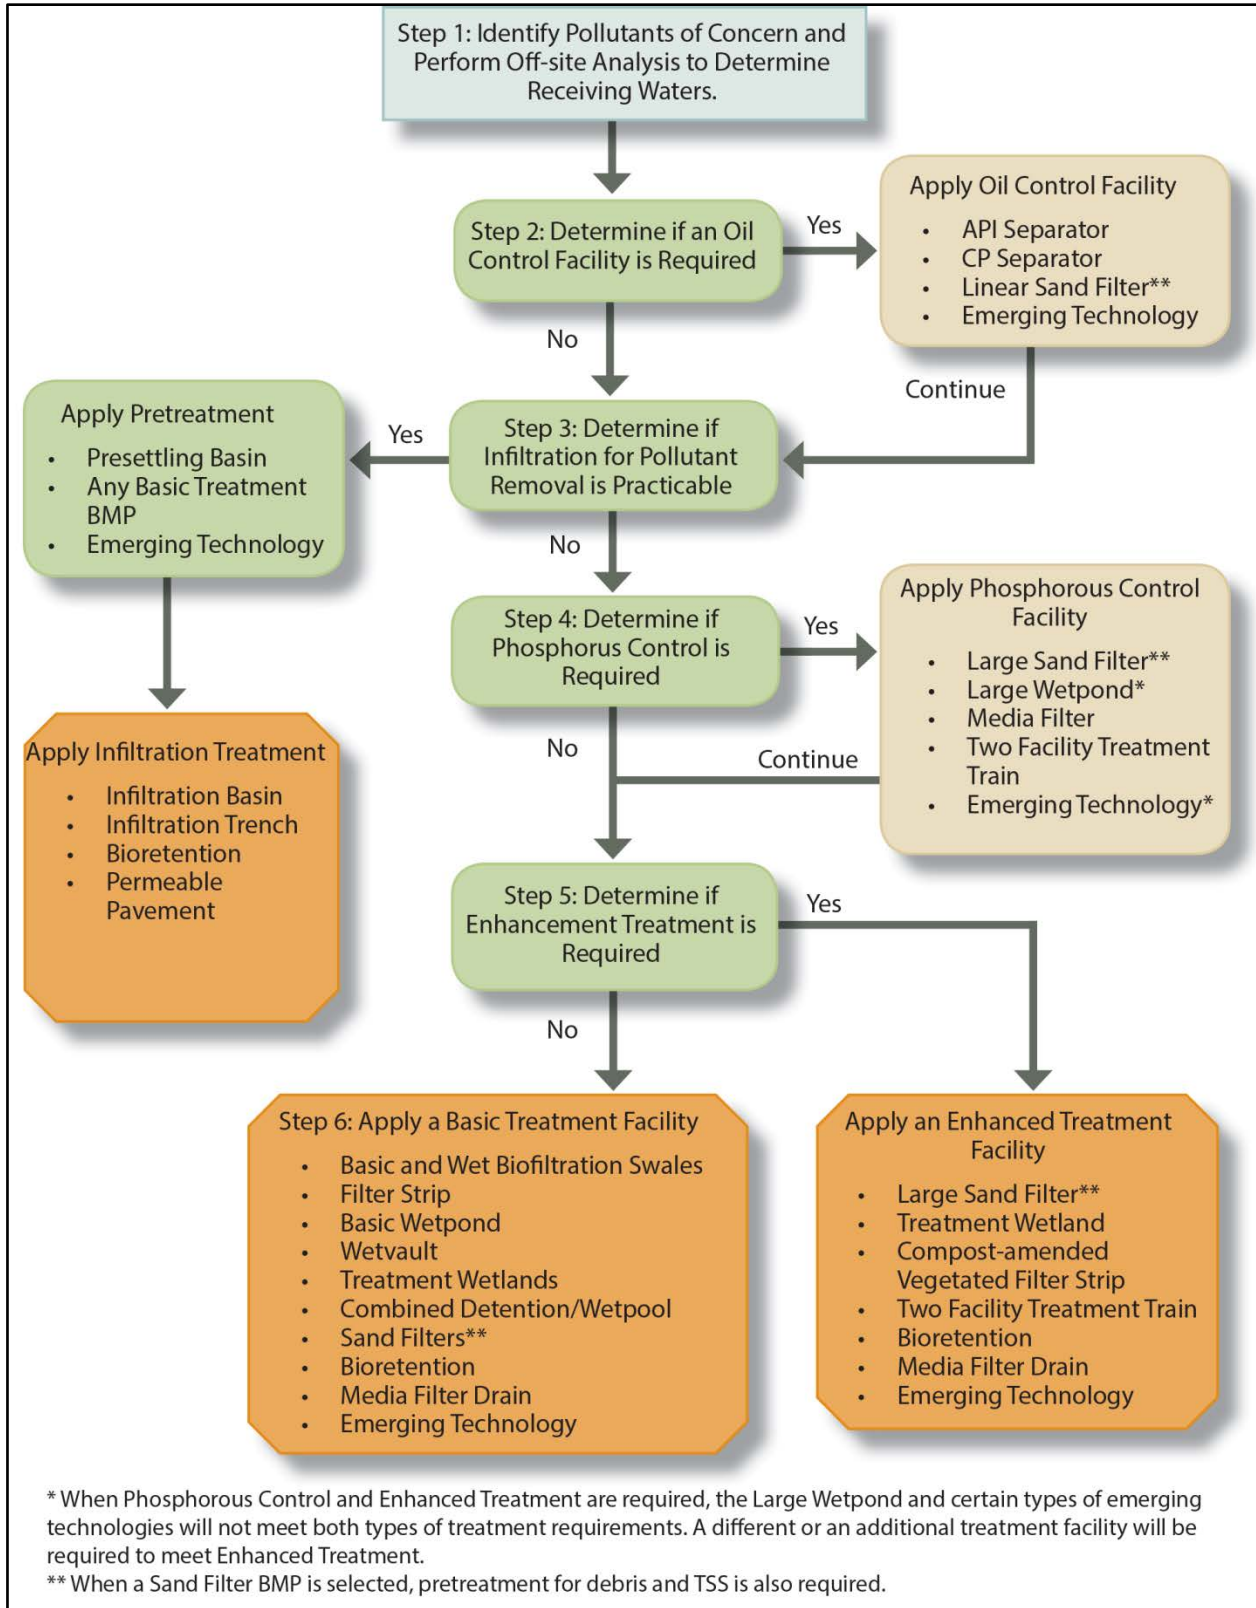 Step 1: Identify Pollutants of Concern and
Perform Off-site Analysis to Determine
Receiving Waters.
Step 2: Determine if an Oil
Control Facility is Required
Yes
Apply Oil Control Facility
• API Separator
• CP Separator
• Linear Sand Filter**
• Emerging Technology
No
Continue
Step 3: Determine if
Infiltration for Pollutant
Removal is Practicable
Yes
Apply Pretreatment
• Presettling Basin
• Any Basic Treatment
BMP
• Emerging Technology
Apply Infiltration Treatment
• Infiltration Basin
• Infiltration Trench
• Bioretention
• Permeable
Pavement
No
Step 4: Determine if
Phosphorus Control is
Required
Yes
Apply Phosphorous Control
Facility
• Large Sand Filter**
• Large Wetpond*
• Media Filter
• Two Facility Treatment
Train
• Emerging Technology*
No
Continue
Step 5: Determine if
Enhancement Treatment is
Required
Yes
No
Step 6: Apply a Basic Treatment Facility
• Basic and Wet Biofiltration Swales
• Filter Strip
• Basic Wetpond
• Wetvault
• Treatment Wetlands
• Combined Detention/Wetpool
• Sand Filters**
• Bioretention
• Media Filter Drain
• Emerging Technology
Apply an Enhanced Treatment
Facility
• Large Sand Filter**
• Treatment Wetland
• Compost-amended
Vegetated Filter Strip
• Two Facility Treatment Train
• Bioretention
• Media Filter Drain
• Emerging Technology
* When Phosphorous Control and Enhanced Treatment are required, the Large Wetpond and certain types of emerging
technologies will not meet both types of treatment requirements. A different or an additional treatment facility will be
required to meet Enhanced Treatment.
** When a Sand Filter BMP is selected, pretreatment for debris and TSS is also required.